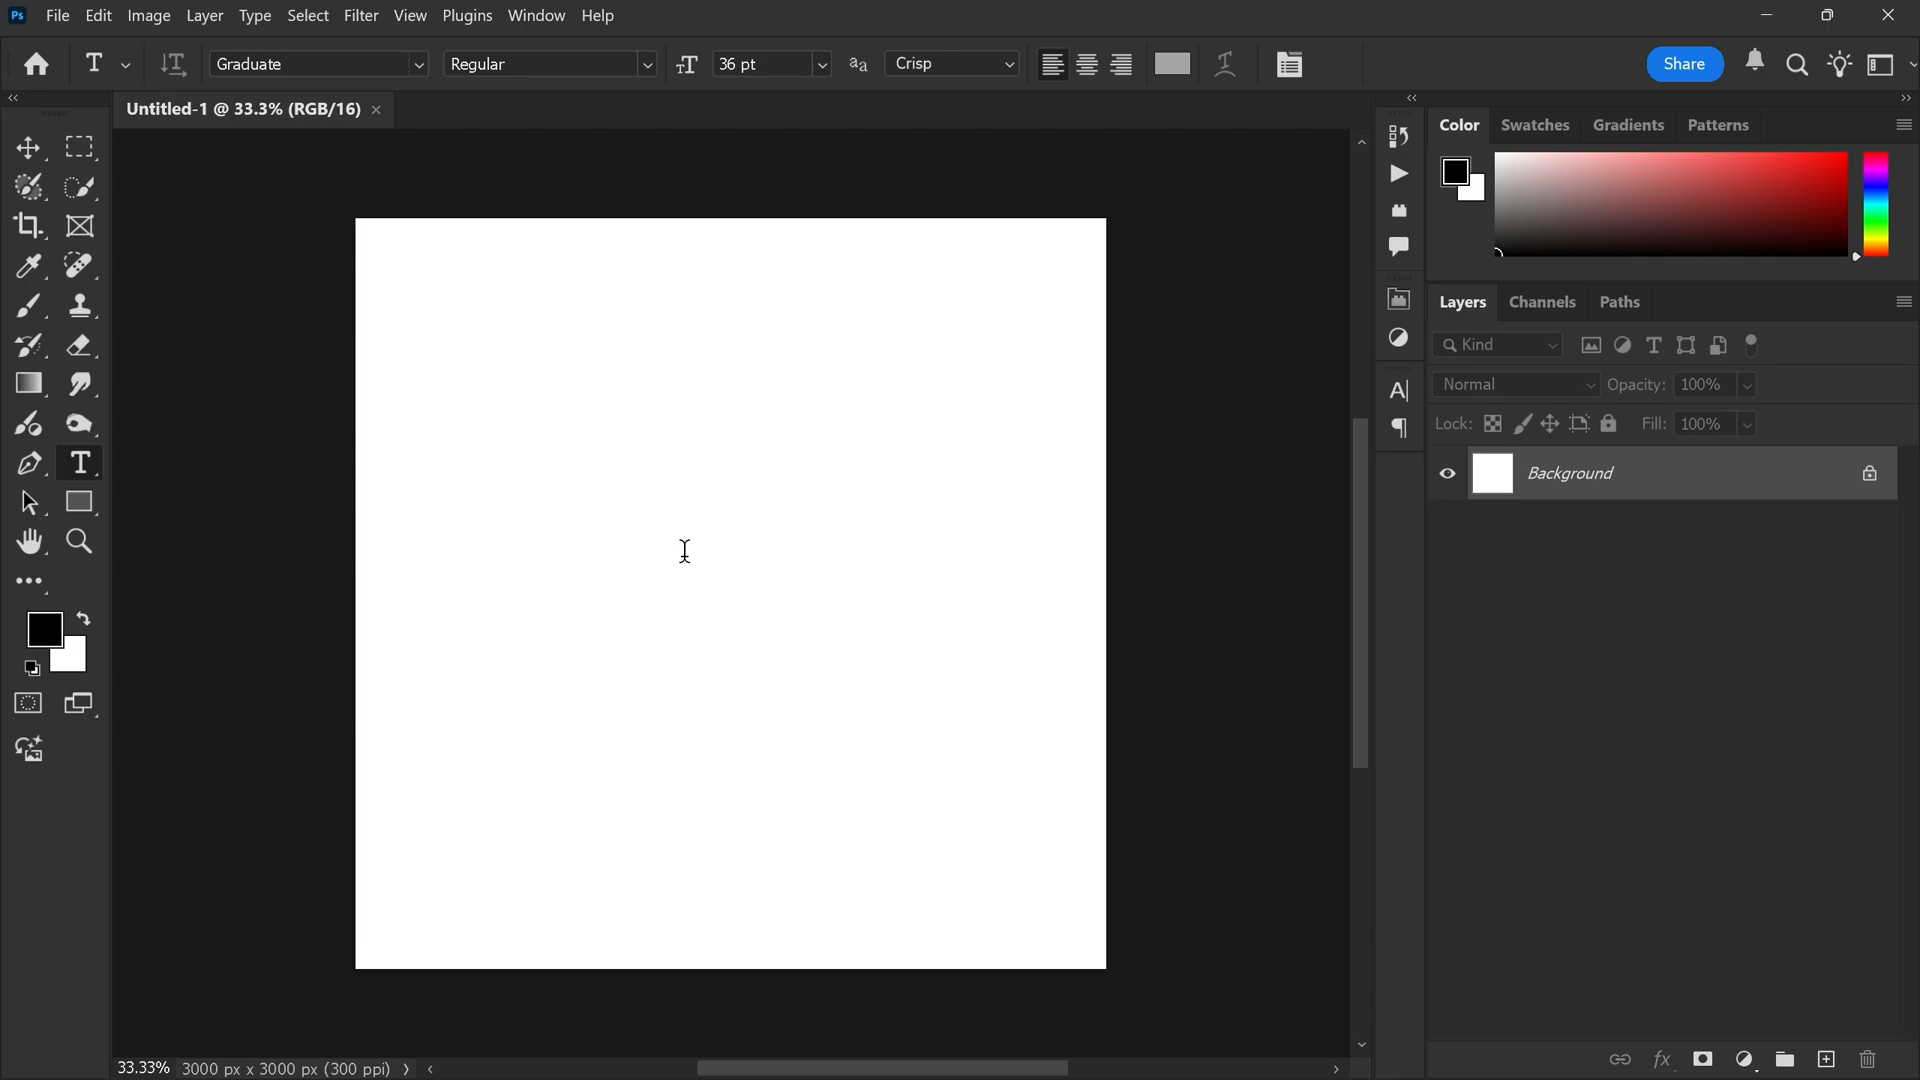 Ps File Edit Image Layer Type Select Filter View Plugins Window Help
T Graduate Regular 36 pt aa Crisp Share
Untitled-1 @ 33.3% (RGB/16)
Color Swatches Gradients Patterns
Layers Channels Paths
Kind
Normal Opacity: 100%
Lock: Fill: 100%
Background
33.33% 3000 px x 3000 px (300 ppi)